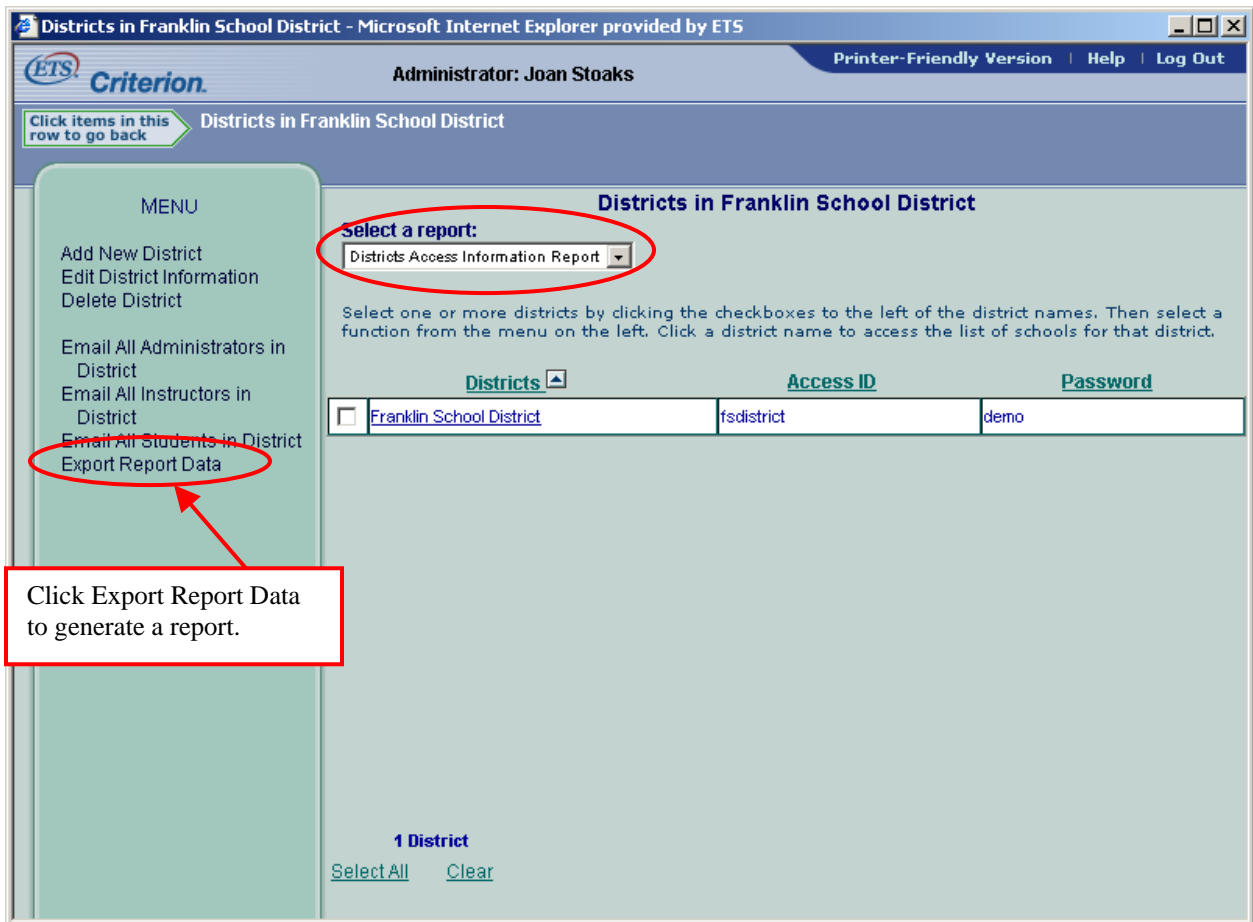 Districts in Franklin School District - Microsoft Internet Explorer provided by ETS
ETS. Criterion.
Administrator: Joan Stoaks
Printer-Friendly Version | Help | Log Out
Click items in this
row to go back
Districts in Franklin School District
MENU
Add New District
Edit District Information
Delete District
Email All Administrators in
District
Email All Instructors in
District
Email All Students in District
Export Report Data
Click Export Report Data
to generate a report.
Districts in Franklin School District
Select a report:
Districts Access Information Report
Select one or more districts by clicking the checkboxes to the left of the district names. Then select a
function from the menu on the left. Click a district name to access the list of schools for that district.
Districts Access ID Password
Franklin School District fsdistrict demo
1 District
Select All Clear